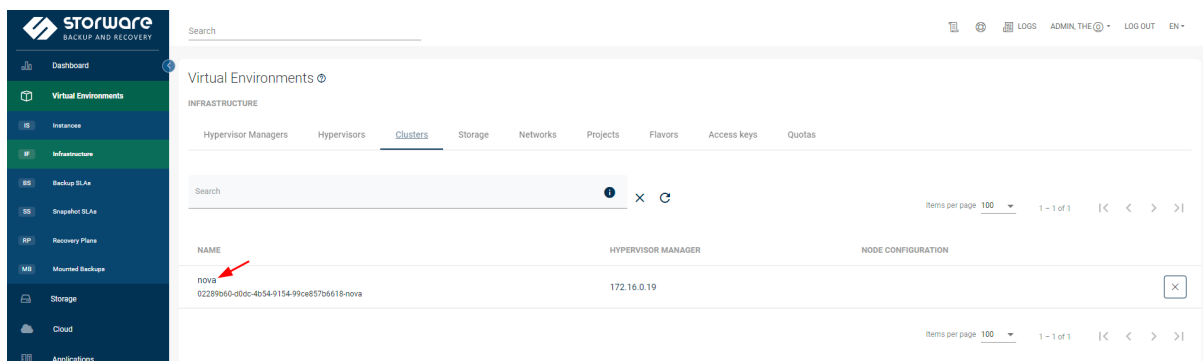 STORWARE
BACKUP AND RECOVERY
Search
LOGS
ADMIN, THE
LOG OUT
EN
Dashboard
Virtual Environments
IS Instances
IF Infrastructure
BS Backup SLAs
SS Snapshot SLAs
RP Recovery Plans
MB Mounted Backups
Storage
Cloud
Applications
Virtual Environments
INFRASTRUCTURE
Hypervisor Managers Hypervisors Clusters Storage Networks Projects Flavors Access keys Quotas
Search
Items per page 100 1 – 1 of 1
NAME HYPERVISOR MANAGER NODE CONFIGURATION
nova
02289b60-d0dc-4b54-9154-99ce857b6618-nova
172.16.0.19
Items per page 100 1 – 1 of 1